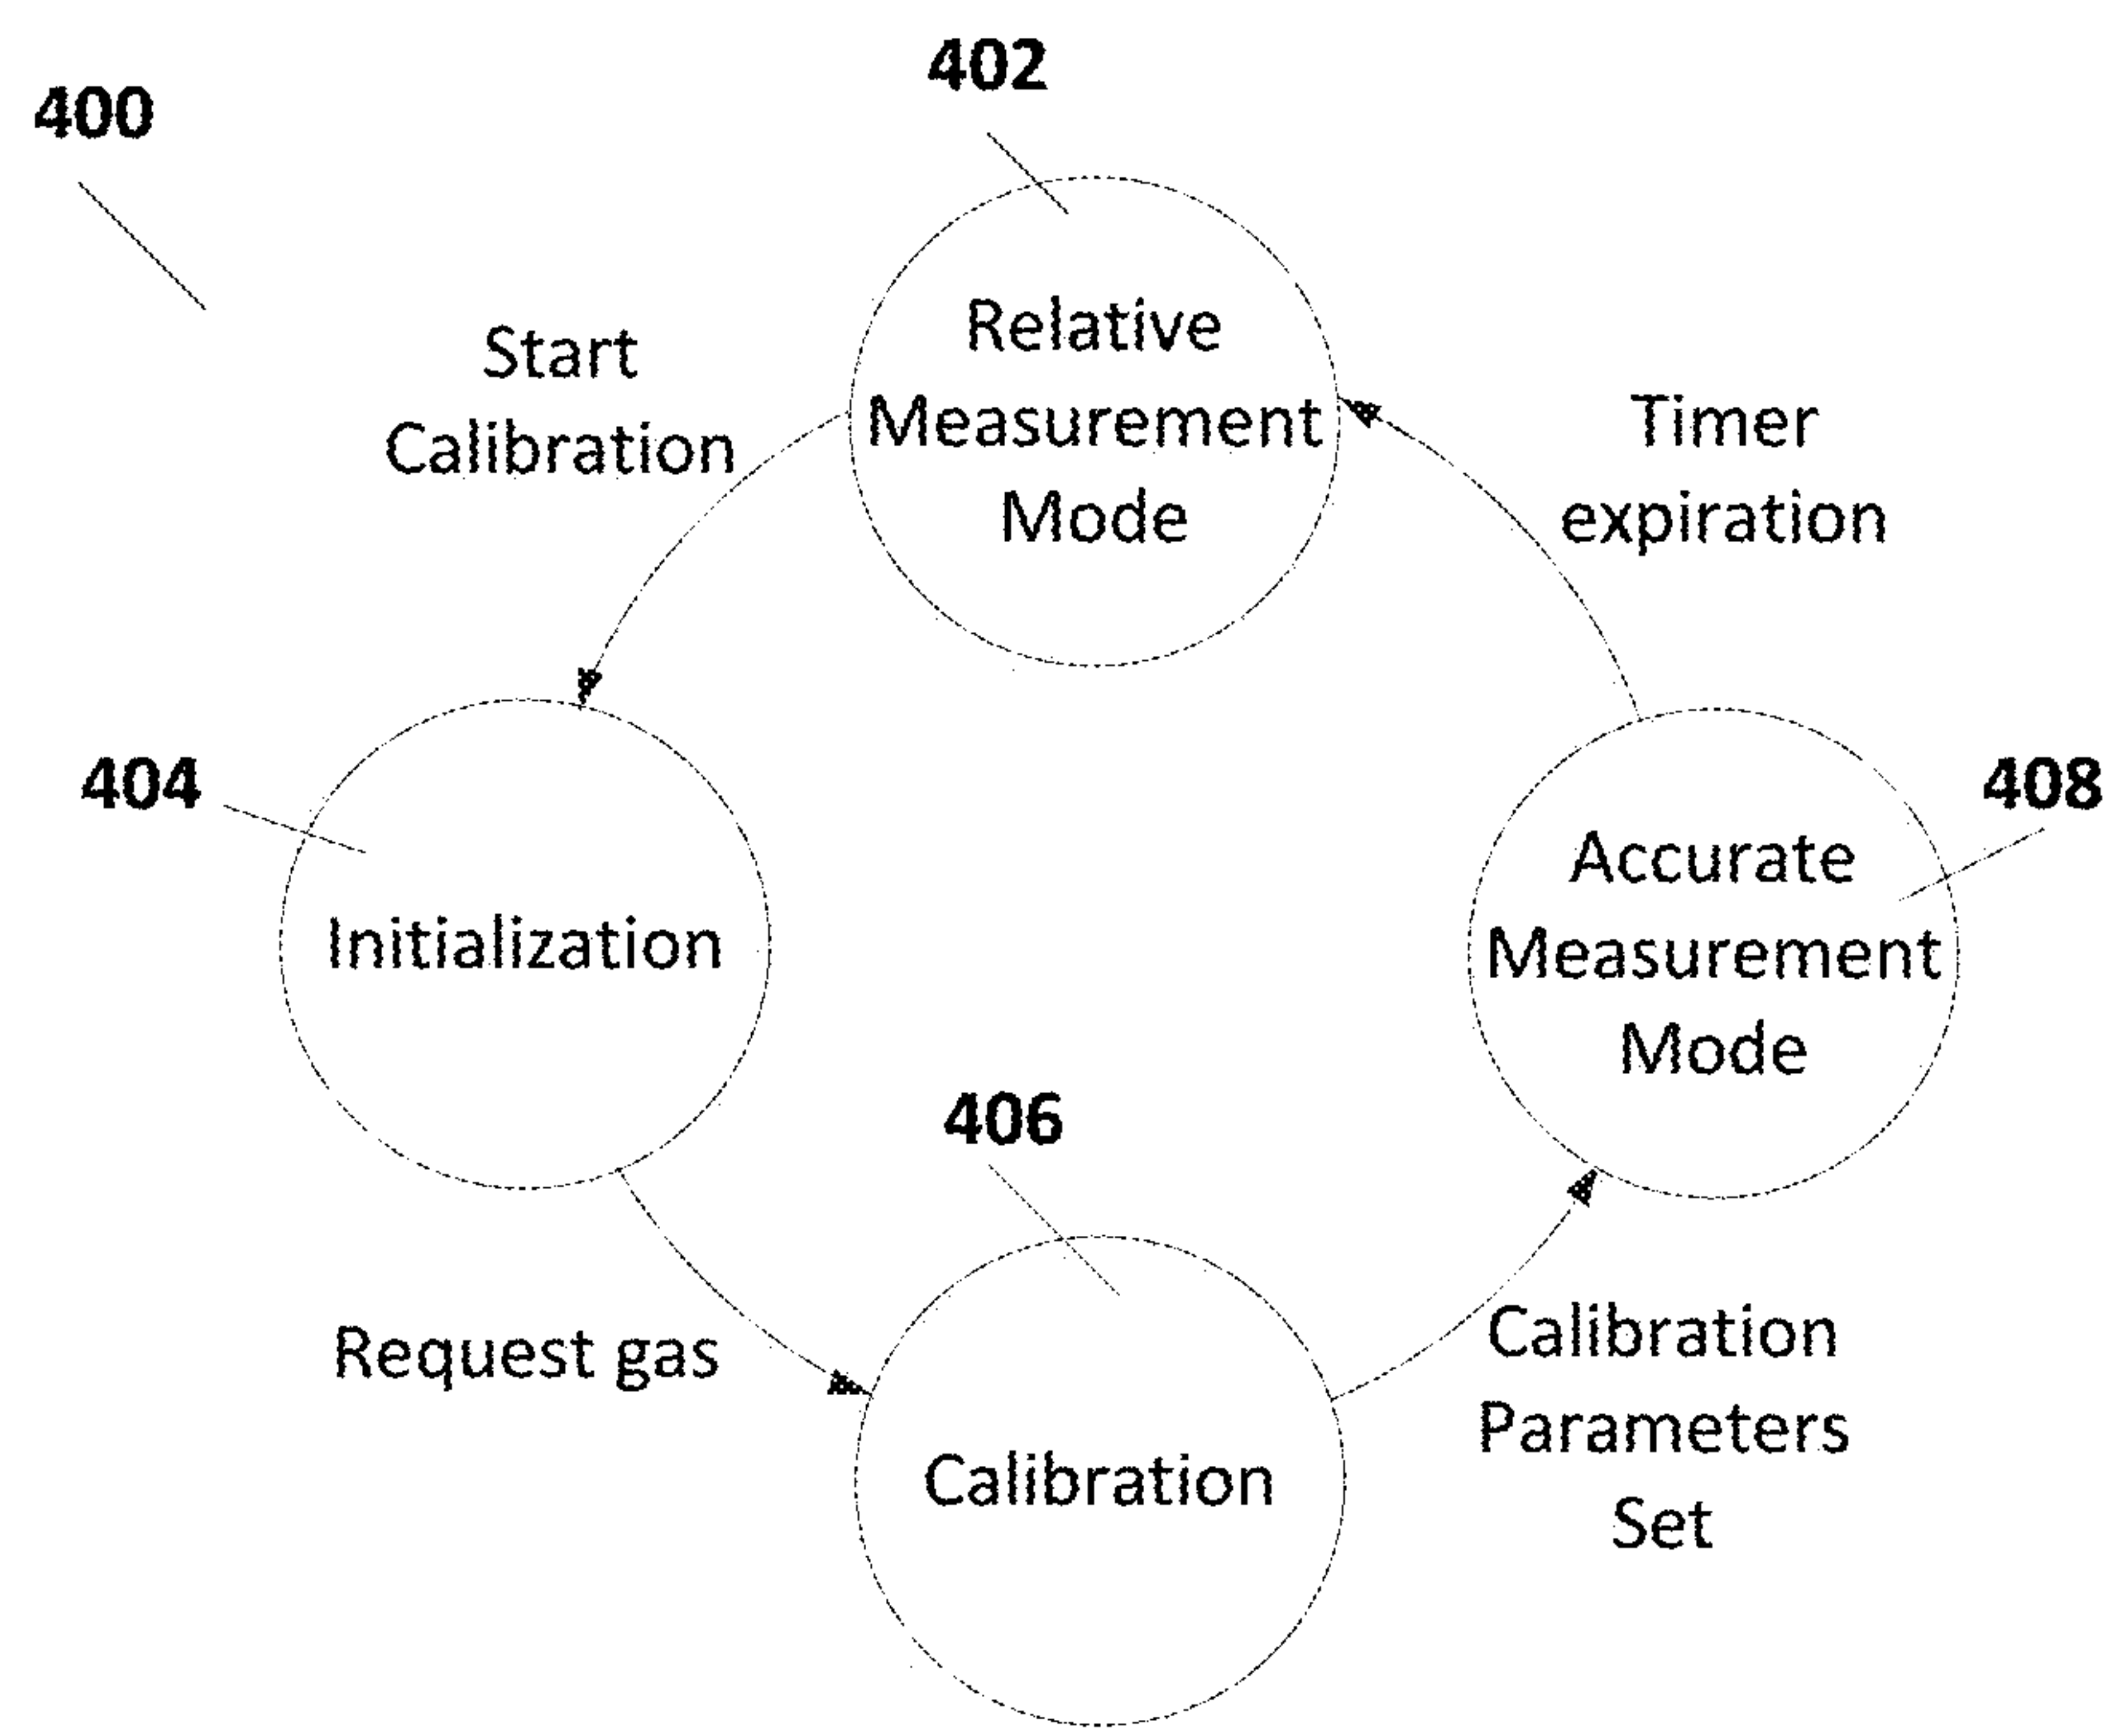 402
400
Relative
Measurement
Mode
Start
Calibration
Timer
expiration
404
Initialization
408
Accurate
Measurement
Mode
406
Request gas
Calibration
Calibration
Parameters
Set